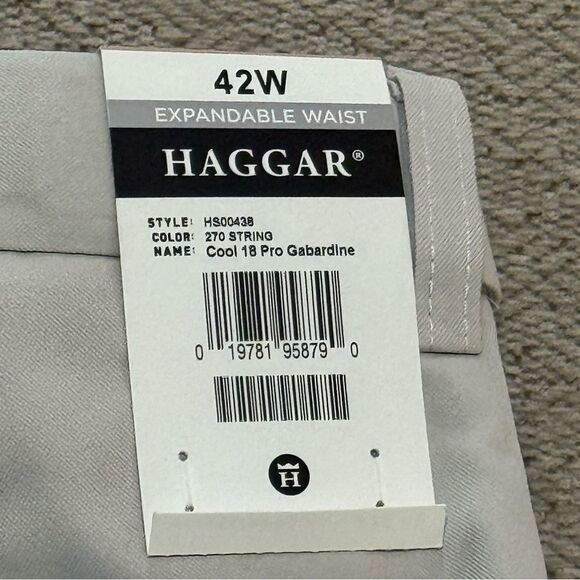 42W
EXPANDABLE WAIST
HAGGAR®
STYLE: HS00438
COLOR: 270 STRING
NAME: Cool 18 Pro Gabardine
0 19781 95879 0
H